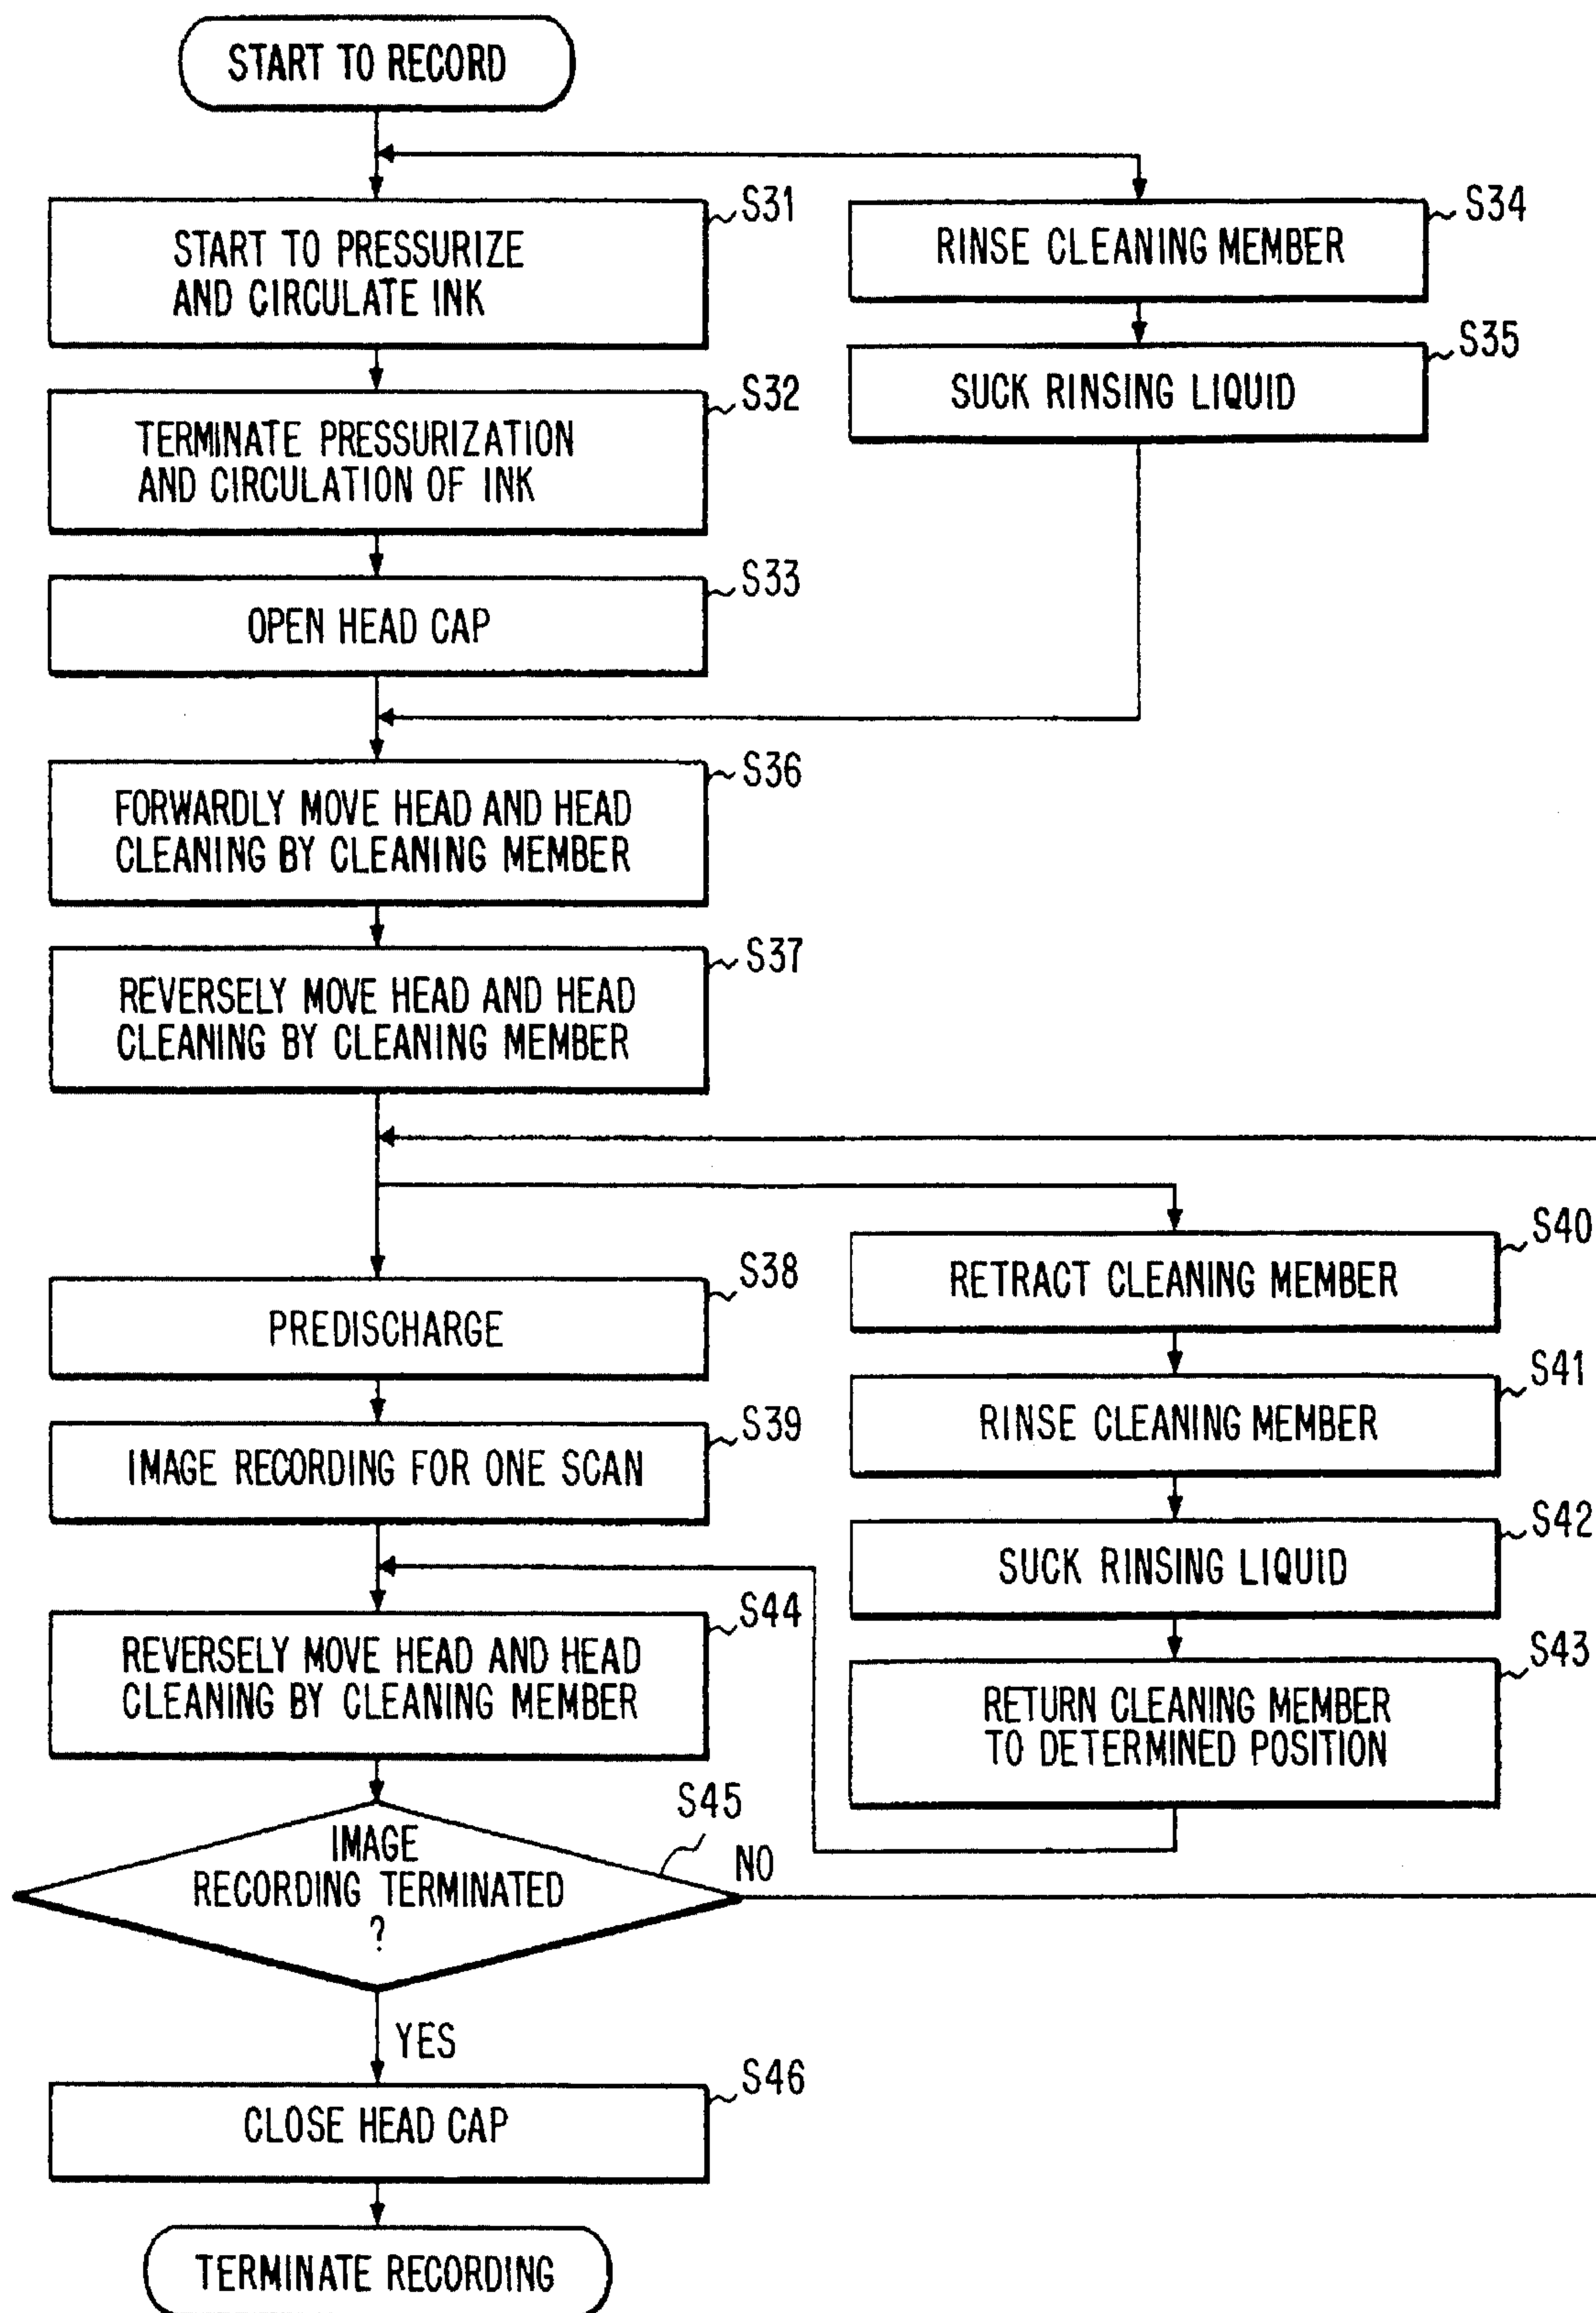 START TO RECORD
S31
START TO PRESSURIZE
AND CIRCULATE INK
S32
TERMINATE PRESSURIZATION
AND CIRCULATION OF INK
S33
OPEN HEAD CAP
S34
RINSE CLEANING MEMBER
S35
SUCK RINSING LIQUID
S36
FORWARDLY MOVE HEAD AND HEAD
CLEANING BY CLEANING MEMBER
S37
REVERSELY MOVE HEAD AND HEAD
CLEANING BY CLEANING MEMBER
S38
PREDISCHARGE
S39
IMAGE RECORDING FOR ONE SCAN
S40
RETRACT CLEANING MEMBER
S41
RINSE CLEANING MEMBER
S42
SUCK RINSING LIQUID
S43
RETURN CLEANING MEMBER
TO DETERMINED POSITION
S44
REVERSELY MOVE HEAD AND HEAD
CLEANING BY CLEANING MEMBER
S45
IMAGE
RECORDING TERMINATED
?
NO
YES
S46
CLOSE HEAD CAP
TERMINATE RECORDING